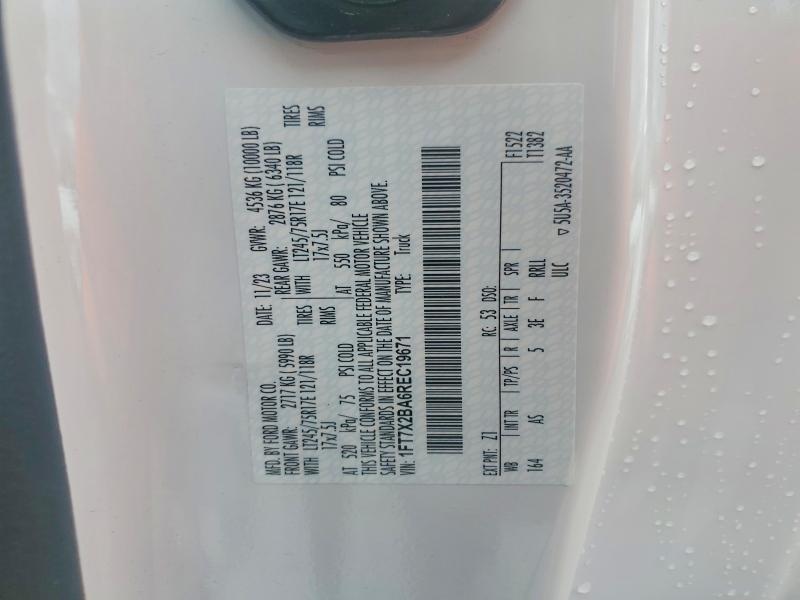 MFD. BY FORD MOTOR CO.
DATE: 11/23 GVWR: 4536 KG (10000 LB)
FRONT GAWR: 2717 KG ( 5990 LB) REAR GAWR: 2876 KG ( 6340 LB)
WITH LT245/75R17E 121/118R TIRES WITH LT245/75R17E 121/118R TIRES
17x7.5J RIMS 17x7.5J RIMS
AT 520 kPa/ 75 PSI COLD AT 550 kPa/ 80 PSI COLD
THIS VEHICLE CONFORMS TO ALL APPLICABLE FEDERAL MOTOR VEHICLE
SAFETY STANDARDS IN EFFECT ON THE DATE OF MANUFACTURE SHOWN ABOVE.
VIN: 1FT7X2BA6REC19671 TYPE: Truck
EXT PNT: Z1 RC: 53 DSO: F1522
WB INTTR TP/PS R AXLE TR SPR T1382
164 AS 5 3E F RRLL
ULC ▽ 5U5A-3520472-AA